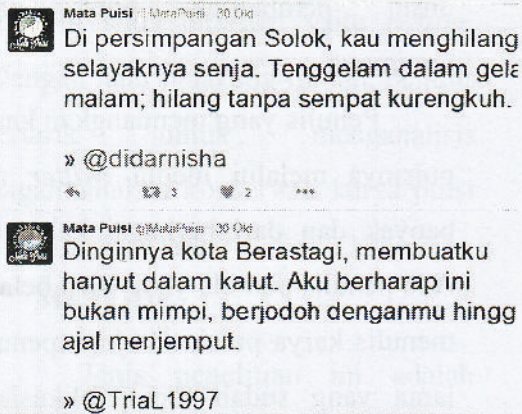 Mata Puisi @MataPuisi 30 Okt
Di persimpangan Solok, kau menghilang
selayaknya senja. Tenggelam dalam gela
malam; hilang tanpa sempat kurengkuh.
» @didarnisha
3 2
Mata Puisi @MataPuisi 30 Okt
Dinginnya kota Berastagi, membuatku
hanyut dalam kalut. Aku berharap ini
bukan mimpi, berjodoh denganmu hingg
ajal menjemput.
» @TriaL1997